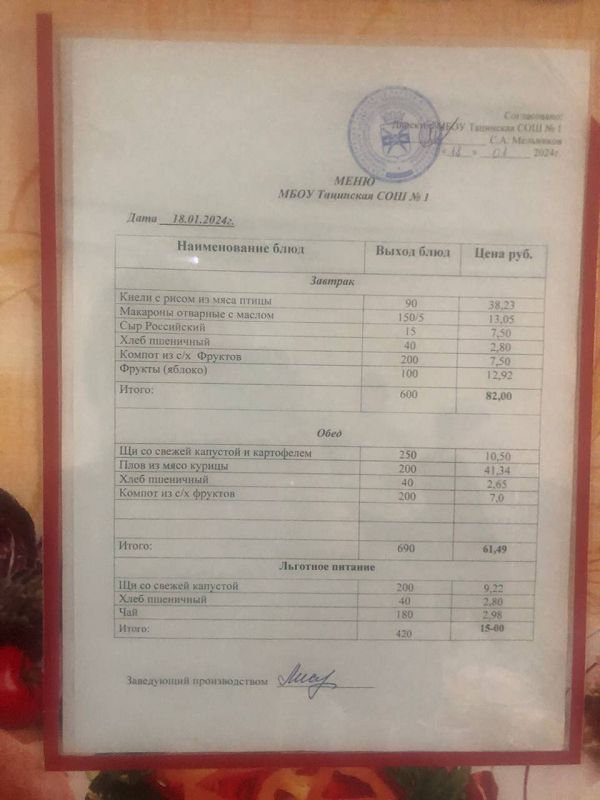 Согласовано:
Директор МБОУ Тацинская СОШ № 1
С.А. Мельников
« 18 » 01 2024г.
МЕНЮ
МБОУ Тацинская СОШ № 1
Дата 18.01.2024г.
Наименование блюд Выход блюд Цена руб.
Завтрак
Кнели с рисом из мяса птицы 90 38,23
Макароны отварные с маслом 150/5 13,05
Сыр Российский 15 7,50
Хлеб пшеничный 40 2,80
Компот из с/х Фруктов 200 7,50
Фрукты (яблоко) 100 12,92
Итого: 600 82,00
Обед
Щи со свежей капустой и картофелем 250 10,50
Плов из мясо курицы 200 41,34
Хлеб пшеничный 40 2,65
Компот из с/х фруктов 200 7,0
Итого: 690 61,49
Льготное питание
Щи со свежей капустой 200 9,22
Хлеб пшеничный 40 2,80
Чай 180 2,98
Итого: 420 15-00
Заведующий производством